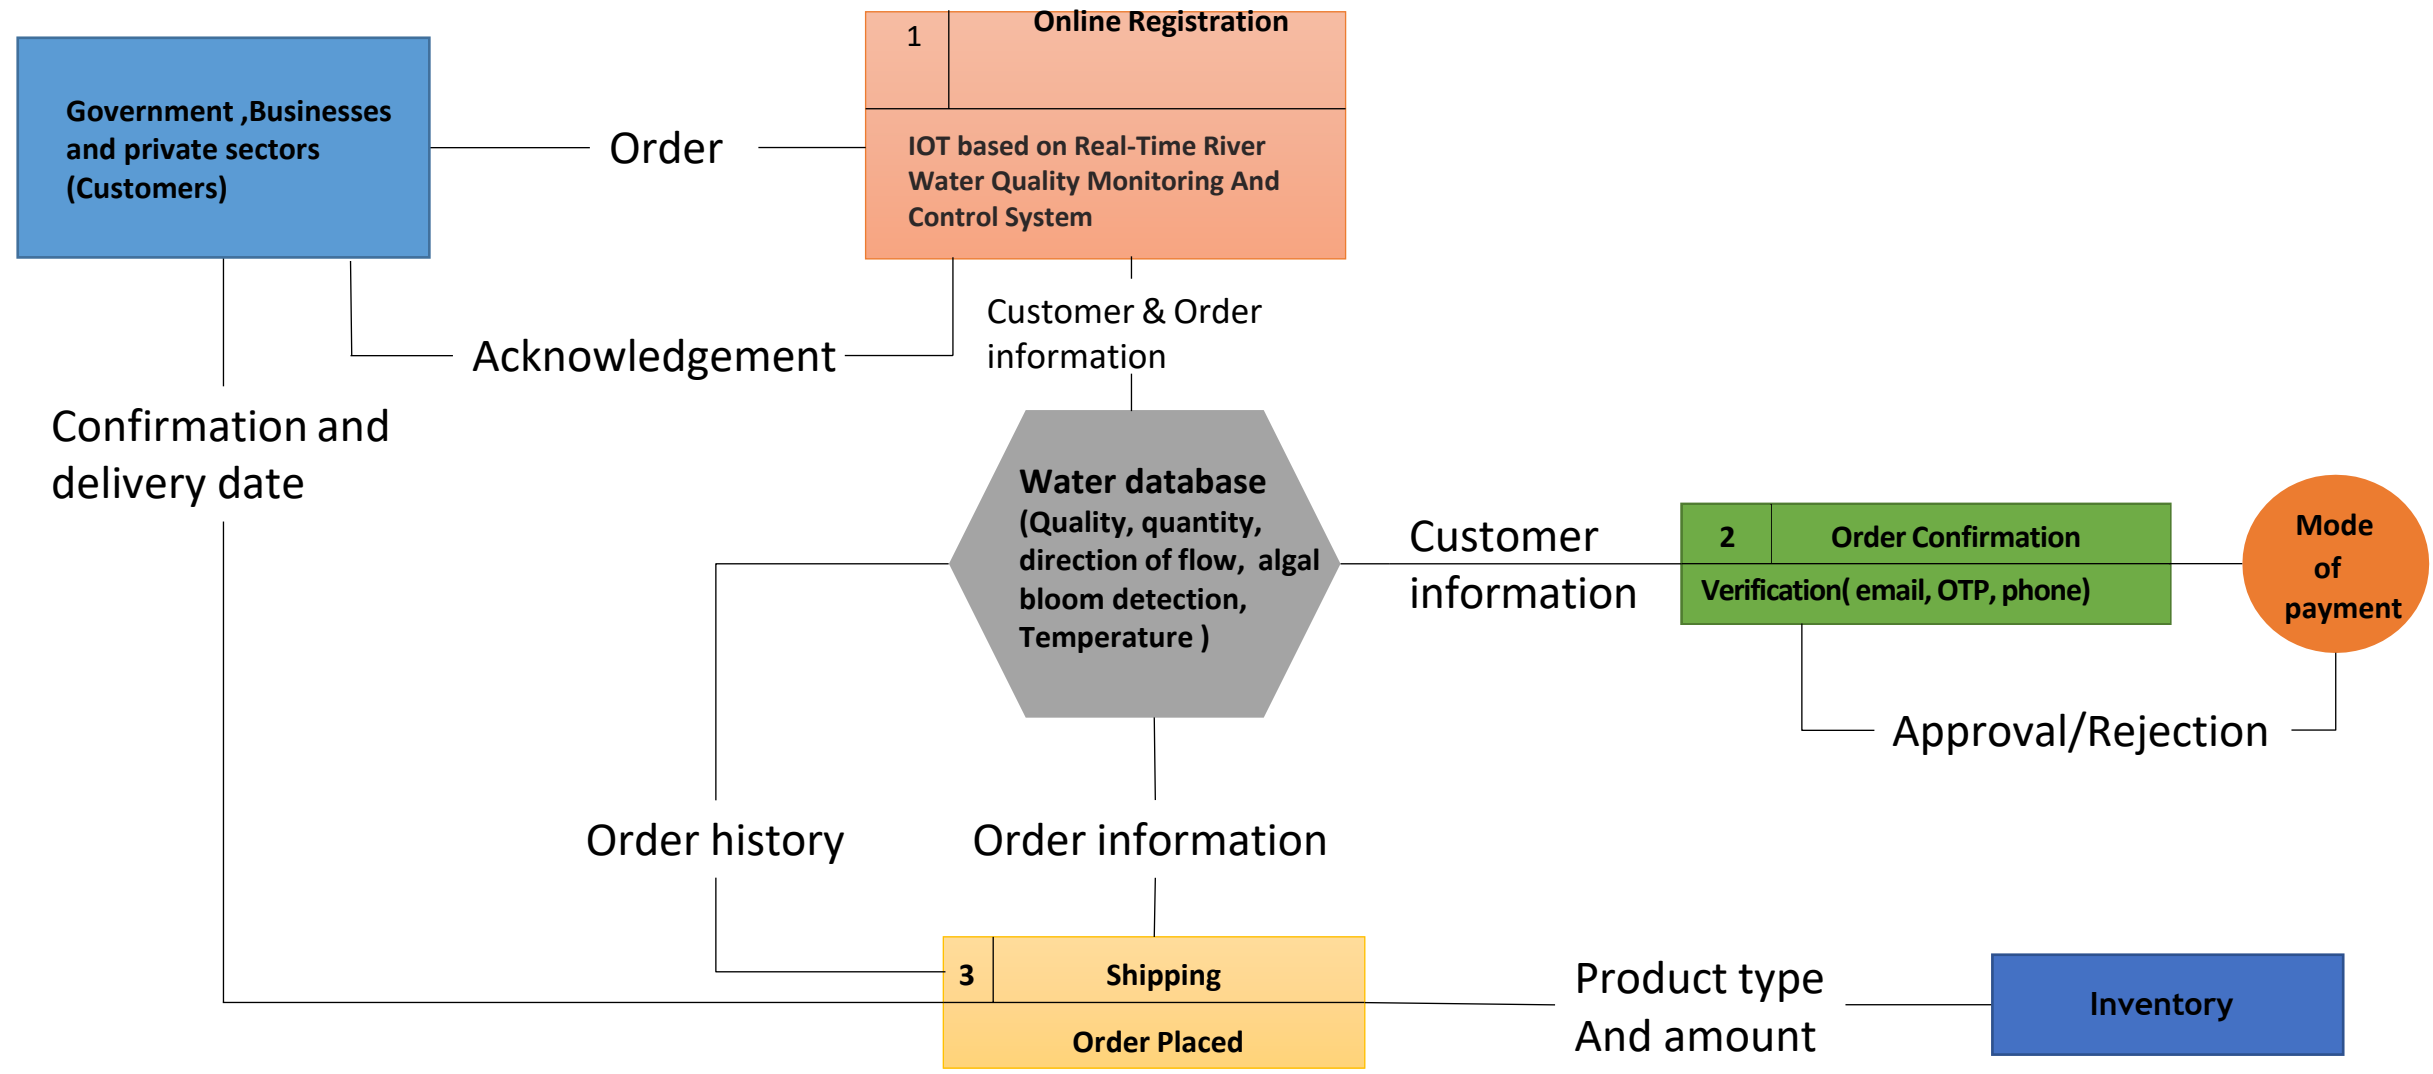 1
Online Registration
Government ,Businesses
and private sectors
(Customers)
Order
IOT based on Real-Time River
Water Quality Monitoring And
Control System
Customer & Order
information
Acknowledgement
Confirmation and
delivery date
Water database
(Quality, quantity,
direction of flow, algal
bloom detection,
Temperature )
Customer
information
2
Order Confirmation
Verification( email, OTP, phone)
Mode
of
payment
Approval/Rejection
Order history
Order information
3
Shipping
Order Placed
Product type
And amount
Inventory